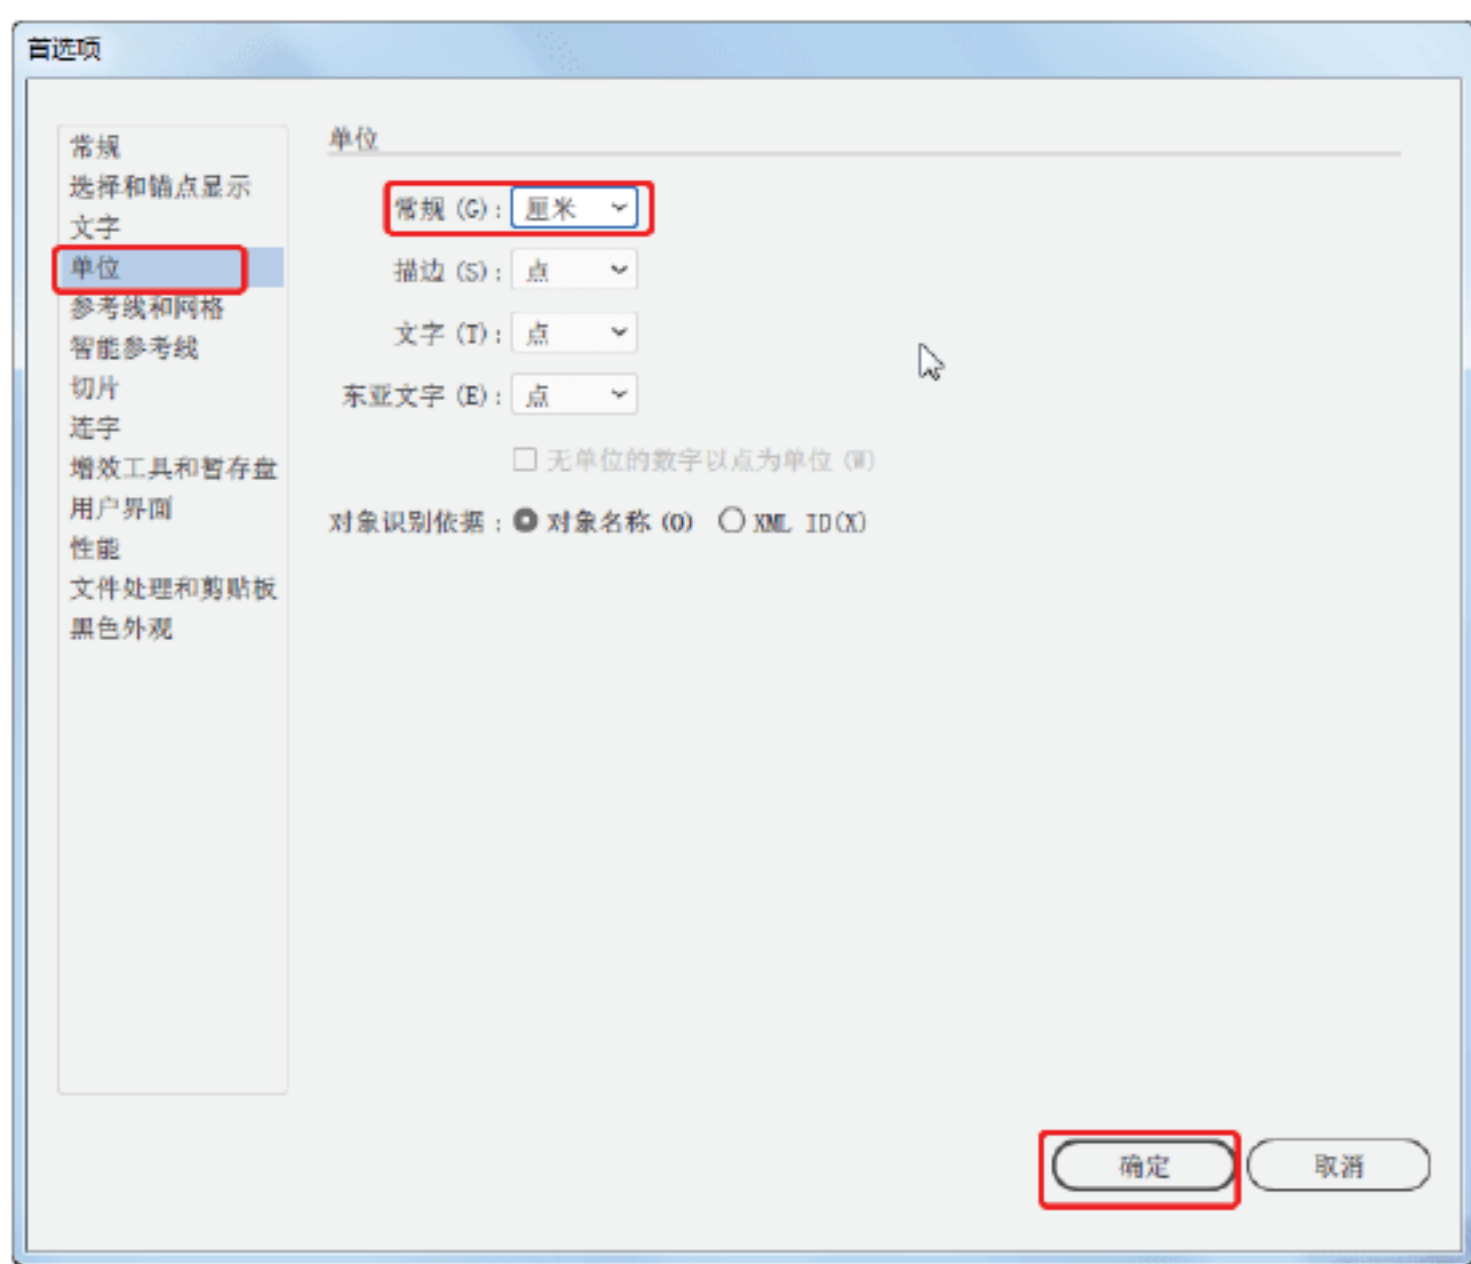 首选项
常规
选择和锚点显示
文字
单位
参考线和网格
智能参考线
切片
连字
增效工具和暂存盘
用户界面
性能
文件处理和剪贴板
黑色外观
单位
常规 (G): 厘米
描边 (S): 点
文字 (T): 点
东亚文字 (E): 点
无单位的数字以点为单位 (W)
对象识别依据: 对象名称 (O) XML ID(X)
确定 取消